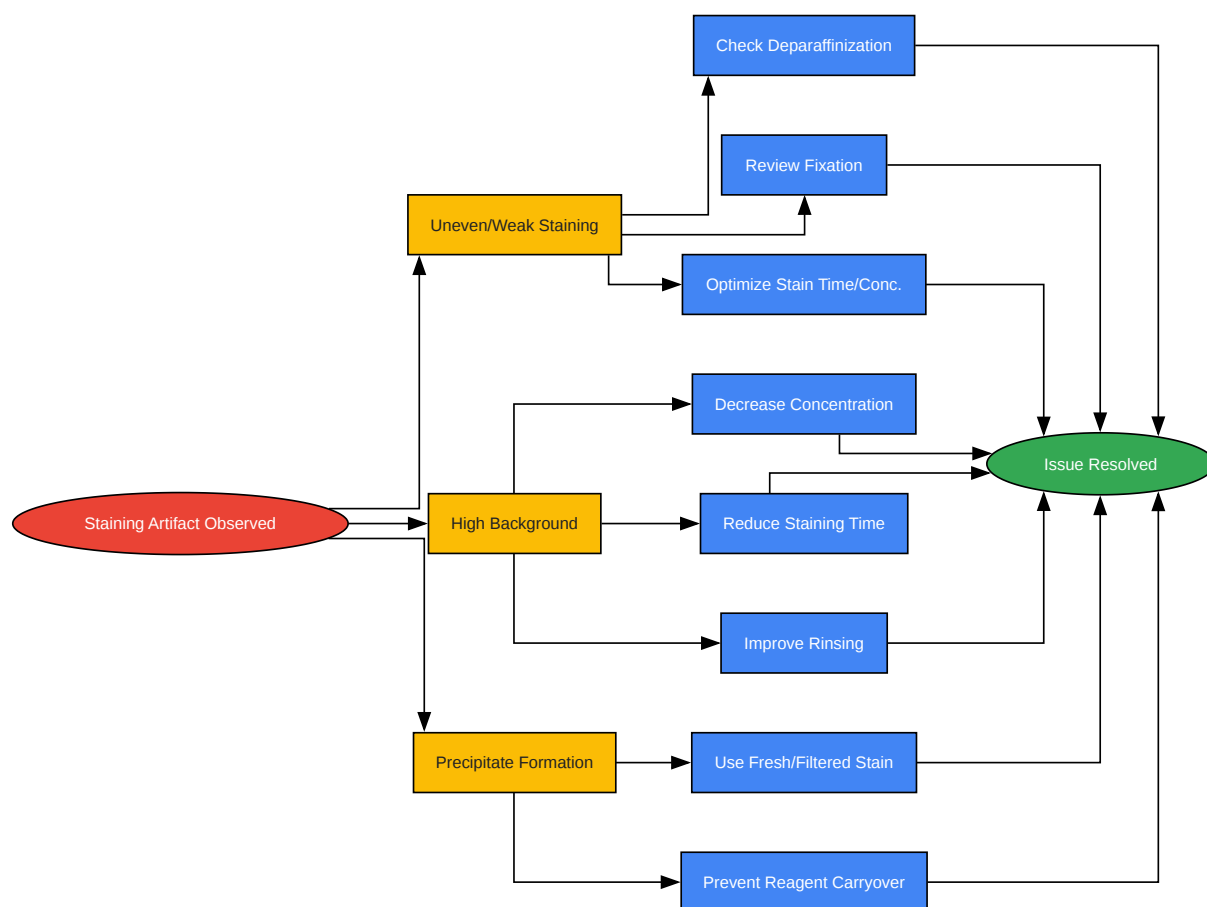 Check Deparaffinization
Review Fixation
Uneven/Weak Staining
Optimize Stain Time/Conc.
Decrease Concentration
Issue Resolved
Staining Artifact Observed
High Background
Reduce Staining Time
Improve Rinsing
Precipitate Formation
Use Fresh/Filtered Stain
Prevent Reagent Carryover